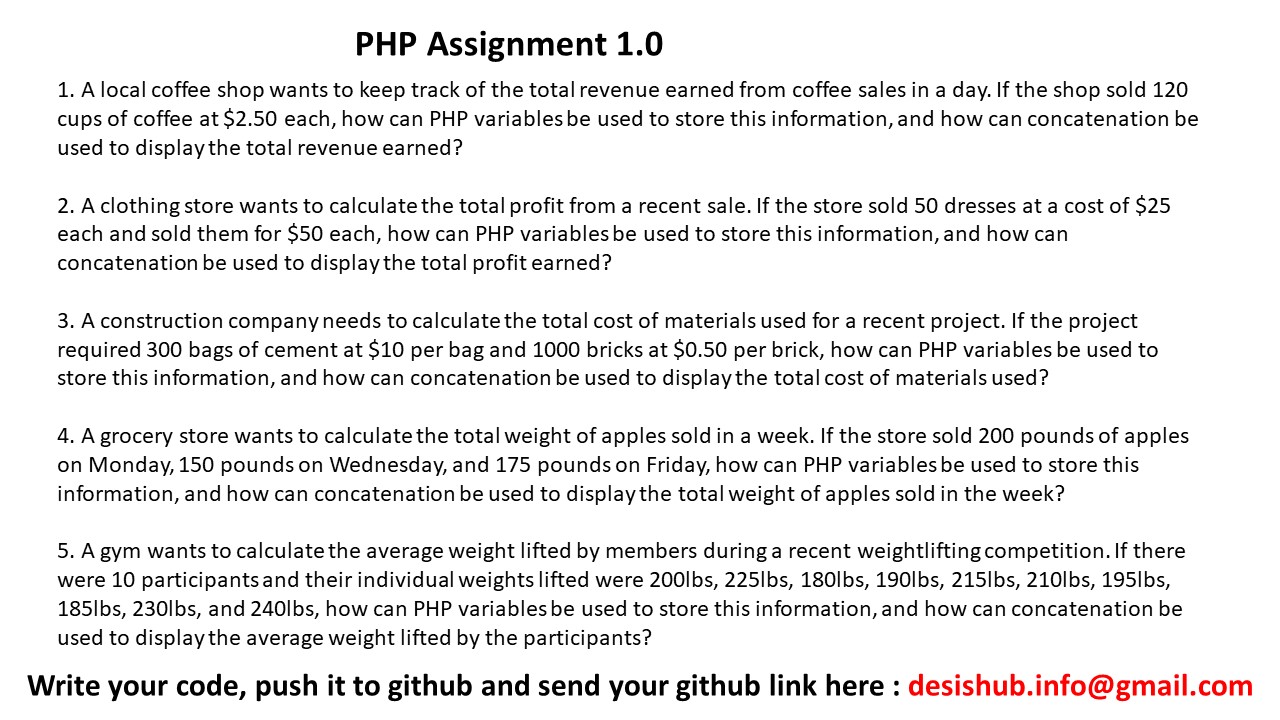 PHP Assignment 1.0
1. A local coffee shop wants to keep track of the total revenue earned from coffee sales in a day. If the shop sold 120
cups of coffee at $2.50 each, how can PHP variables be used to store this information, and how can concatenation be
used to display the total revenue earned?
2. A clothing store wants to calculate the total profit from a recent sale. If the store sold 50 dresses at a cost of $25
each and sold them for $50 each, how can PHP variables be used to store this information, and how can
concatenation be used to display the total profit earned?
3. A construction company needs to calculate the total cost of materials used for a recent project. If the project
required 300 bags of cement at $10 per bag and 1000 bricks at $0.50 per brick, how can PHP variables be used to
store this information, and how can concatenation be used to display the total cost of materials used?
4. A grocery store wants to calculate the total weight of apples sold in a week. If the store sold 200 pounds of apples
on Monday, 150 pounds on Wednesday, and 175 pounds on Friday, how can PHP variables be used to store this
information, and how can concatenation be used to display the total weight of apples sold in the week?
5. A gym wants to calculate the average weight lifted by members during a recent weightlifting competition. If there
were 10 participants and their individual weights lifted were 200lbs, 225lbs, 180lbs, 190lbs, 215lbs, 210lbs, 195lbs,
185lbs, 230lbs, and 240lbs, how can PHP variables be used to store this information, and how can concatenation be
used to display the average weight lifted by the participants?
Write your code, push it to github and send your github link here : desishub.info@gmail.com